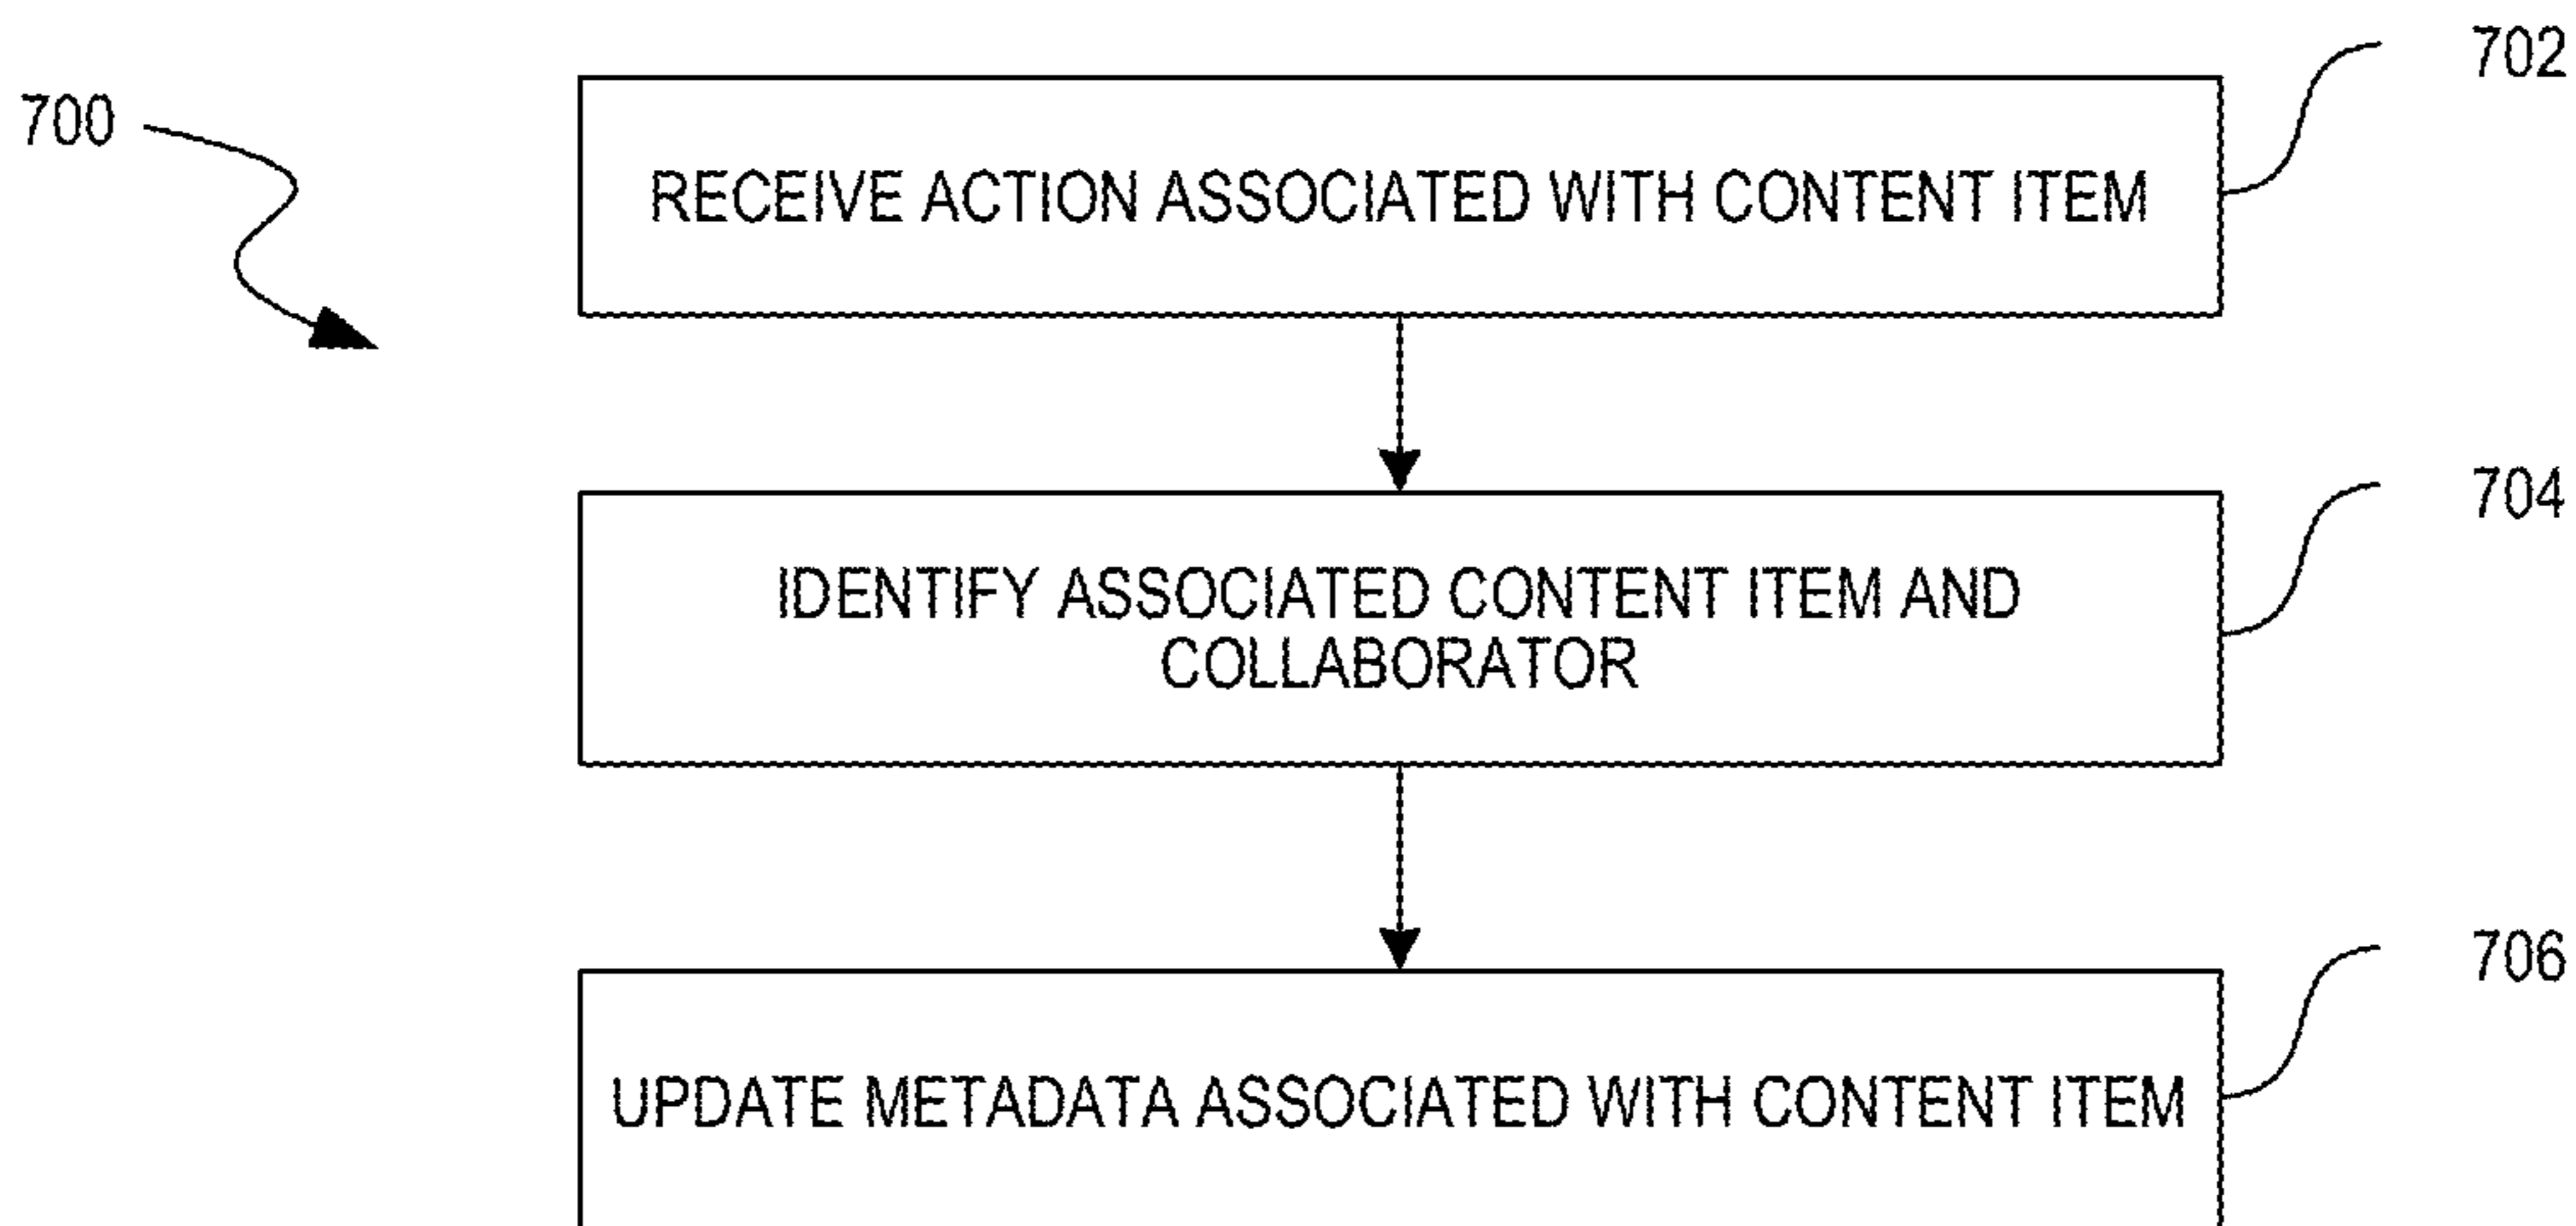 702
700
RECEIVE ACTION ASSOCIATED WITH CONTENT ITEM
704
IDENTIFY ASSOCIATED CONTENT ITEM AND
COLLABORATOR
706
UPDATE METADATA ASSOCIATED WITH CONTENT ITEM